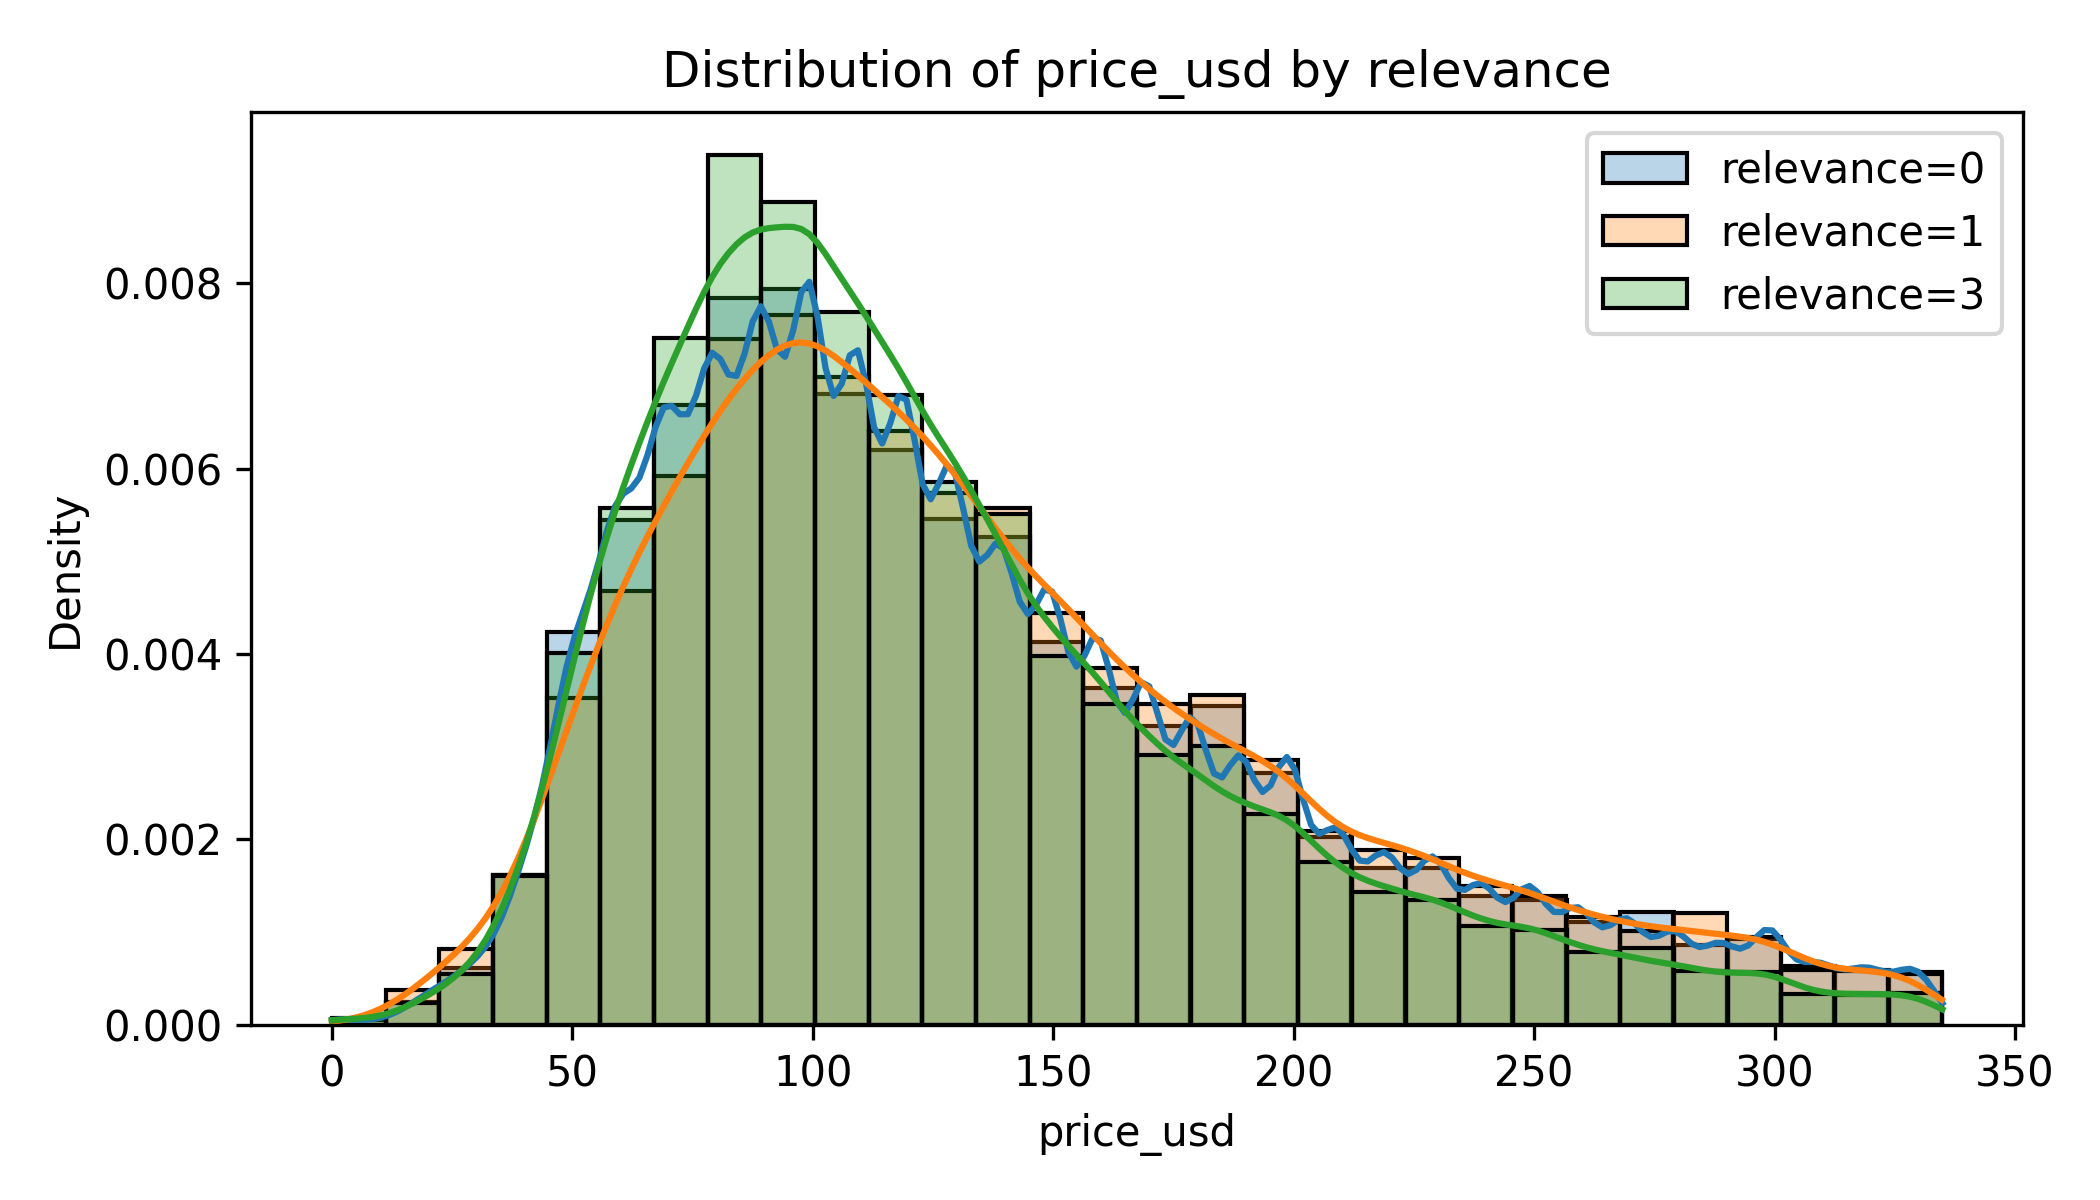 Distribution of price_usd by relevance
relevance=0
relevance=1
relevance=3
Density
0.008
0.006
0.004
0.002
0.000
0 50 100 150 200 250 300 350
price_usd